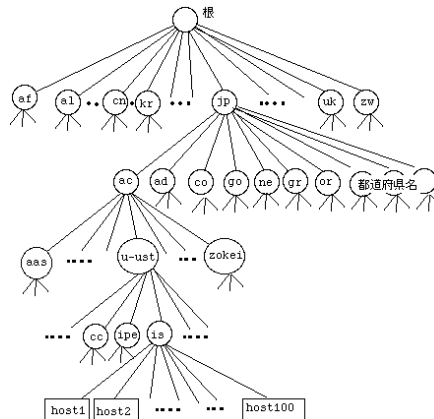 根
af al ‥ cn ・ kr ‥‥ jp ‥‥ uk zw
ac ad co go ne gr or 都道府県名
aas ‥‥ u-ust ‥‥ zokei
‥‥ cc ipe is ‥‥
host1 host2 ‥‥ ‥‥ host100